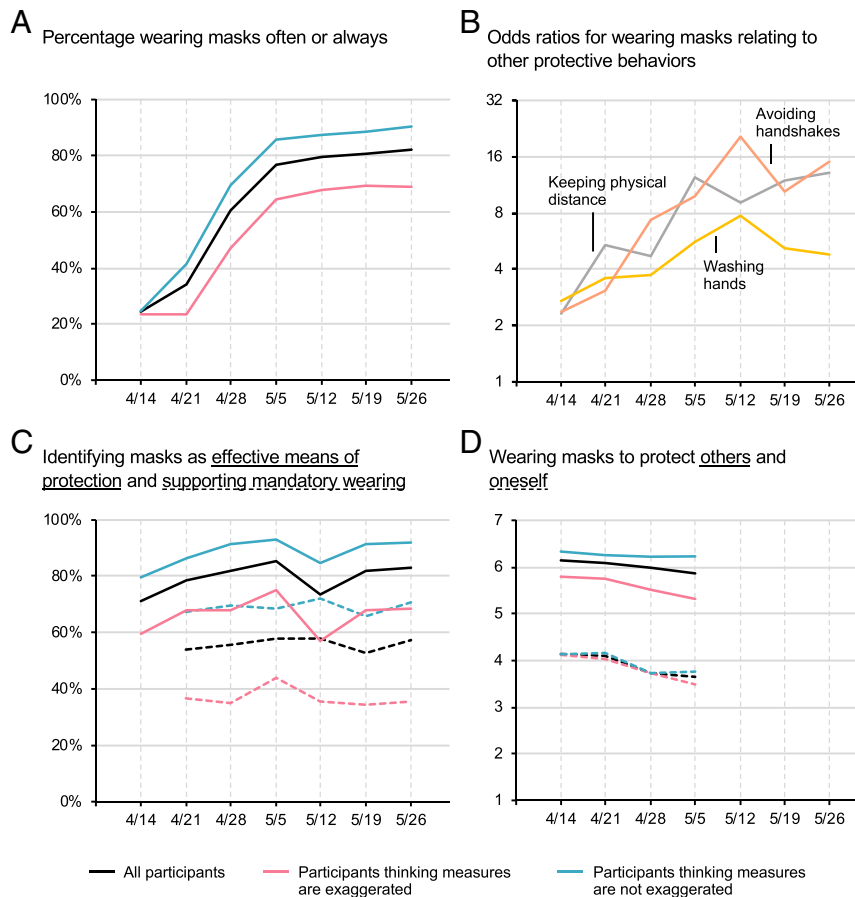 A Percentage wearing masks often or always
100%
80%
60%
40%
20%
0%
4/14 4/21 4/28 5/5 5/12 5/19 5/26
B Odds ratios for wearing masks relating to
other protective behaviors
32
16
8
4
2
1
Avoiding
handshakes
Keeping physical
distance
Washing
hands
4/14 4/21 4/28 5/5 5/12 5/19 5/26
C Identifying masks as effective means of
protection and supporting mandatory wearing
100%
80%
60%
40%
20%
0%
4/14 4/21 4/28 5/5 5/12 5/19 5/26
D Wearing masks to protect others and
oneself
7
6
5
4
3
2
1
4/14 4/21 4/28 5/5 5/12 5/19 5/26
All participants
Participants thinking measures
are exaggerated
Participants thinking measures
are not exaggerated